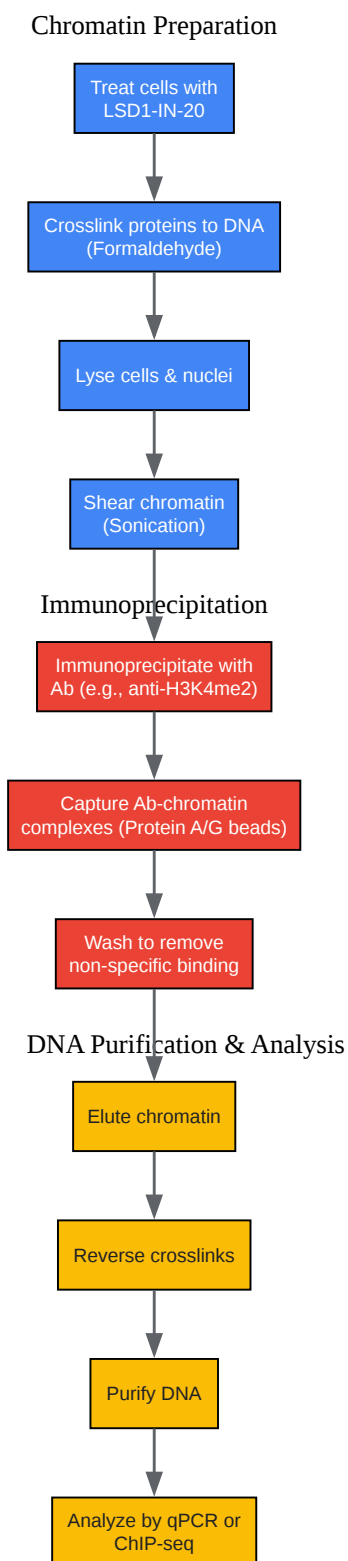 Chromatin Preparation
Treat cells with
LSD1-IN-20
Crosslink proteins to DNA
(Formaldehyde)
Lyse cells & nuclei
Shear chromatin
(Sonication)
Immunoprecipitation
Immunoprecipitate with
Ab (e.g., anti-H3K4me2)
Capture Ab-chromatin
complexes (Protein A/G beads)
Wash to remove
non-specific binding
DNA Purification & Analysis
Elute chromatin
Reverse crosslinks
Purify DNA
Analyze by qPCR or
ChIP-seq